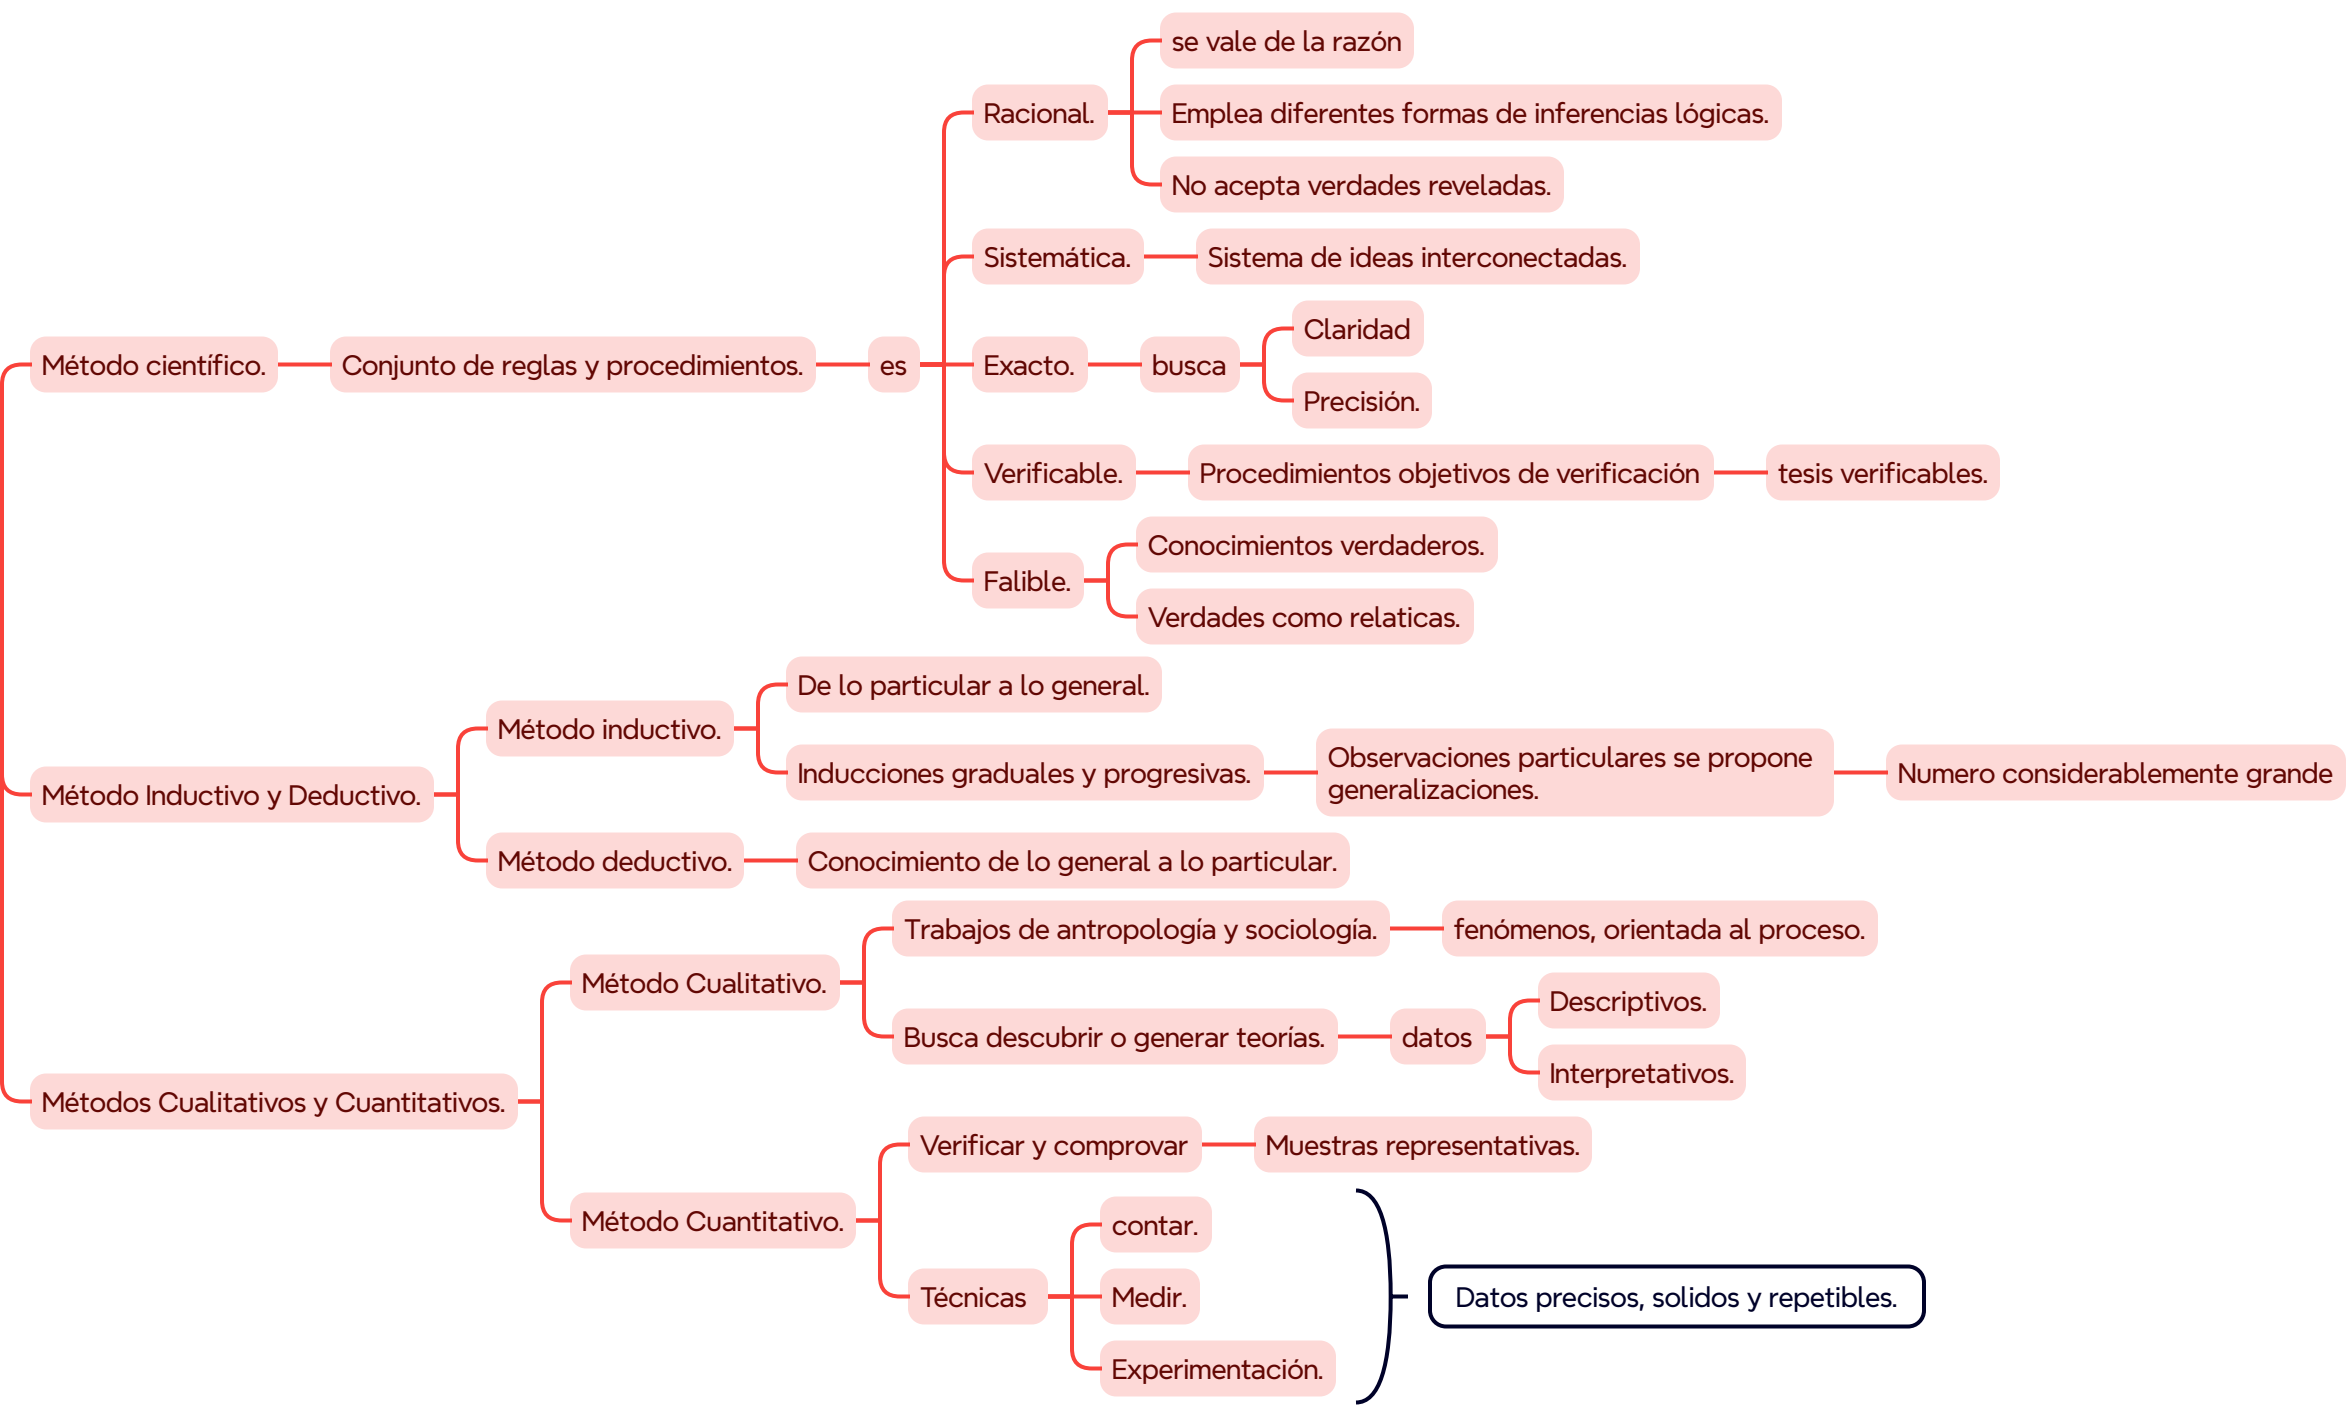 se vale de la razón
Racional.
Emplea diferentes formas de inferencias lógicas.
No acepta verdades reveladas.
Sistemática.
Sistema de ideas interconectadas.
Método científico.
Conjunto de reglas y procedimientos.
es
Exacto.
busca
Claridad
Precisión.
Verificable.
Procedimientos objetivos de verificación
tesis verificables.
Falible.
Conocimientos verdaderos.
Verdades como relaticas.
Método Inductivo y Deductivo.
Método inductivo.
De lo particular a lo general.
Inducciones graduales y progresivas.
Observaciones particulares se propone
generalizaciones.
Numero considerablemente grande
Método deductivo.
Conocimiento de lo general a lo particular.
Métodos Cualitativos y Cuantitativos.
Método Cualitativo.
Trabajos de antropología y sociología.
fenómenos, orientada al proceso.
Busca descubrir o generar teorías.
datos
Descriptivos.
Interpretativos.
Método Cuantitativo.
Verificar y comprovar
Muestras representativas.
Técnicas
contar.
Medir.
Experimentación.
Datos precisos, solidos y repetibles.